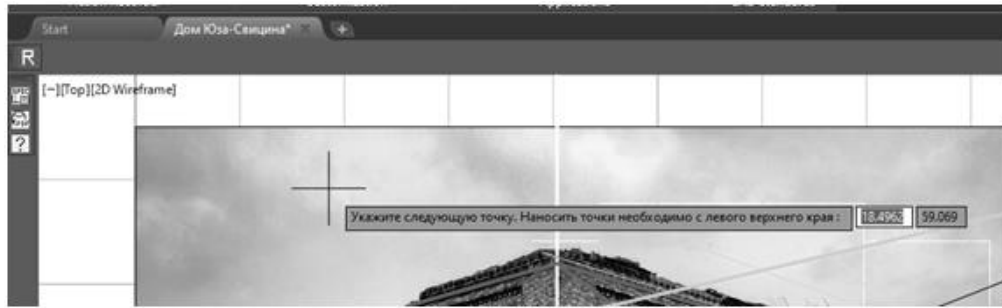 Start
Дом Юза-Свицина*
R
[−][Top][2D Wireframe]
?
Укажите следующую точку. Наносить точки необходимо с левого верхнего края : 18.4962 59.069